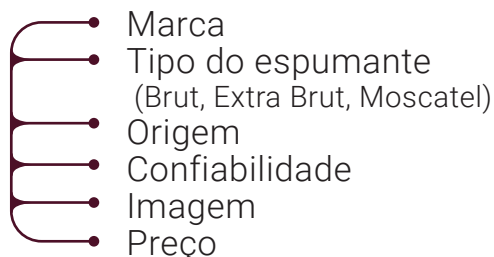 Marca
Tipo do espumante
(Brut, Extra Brut, Moscatel)
Origem
Confiabilidade
Imagem
Preço